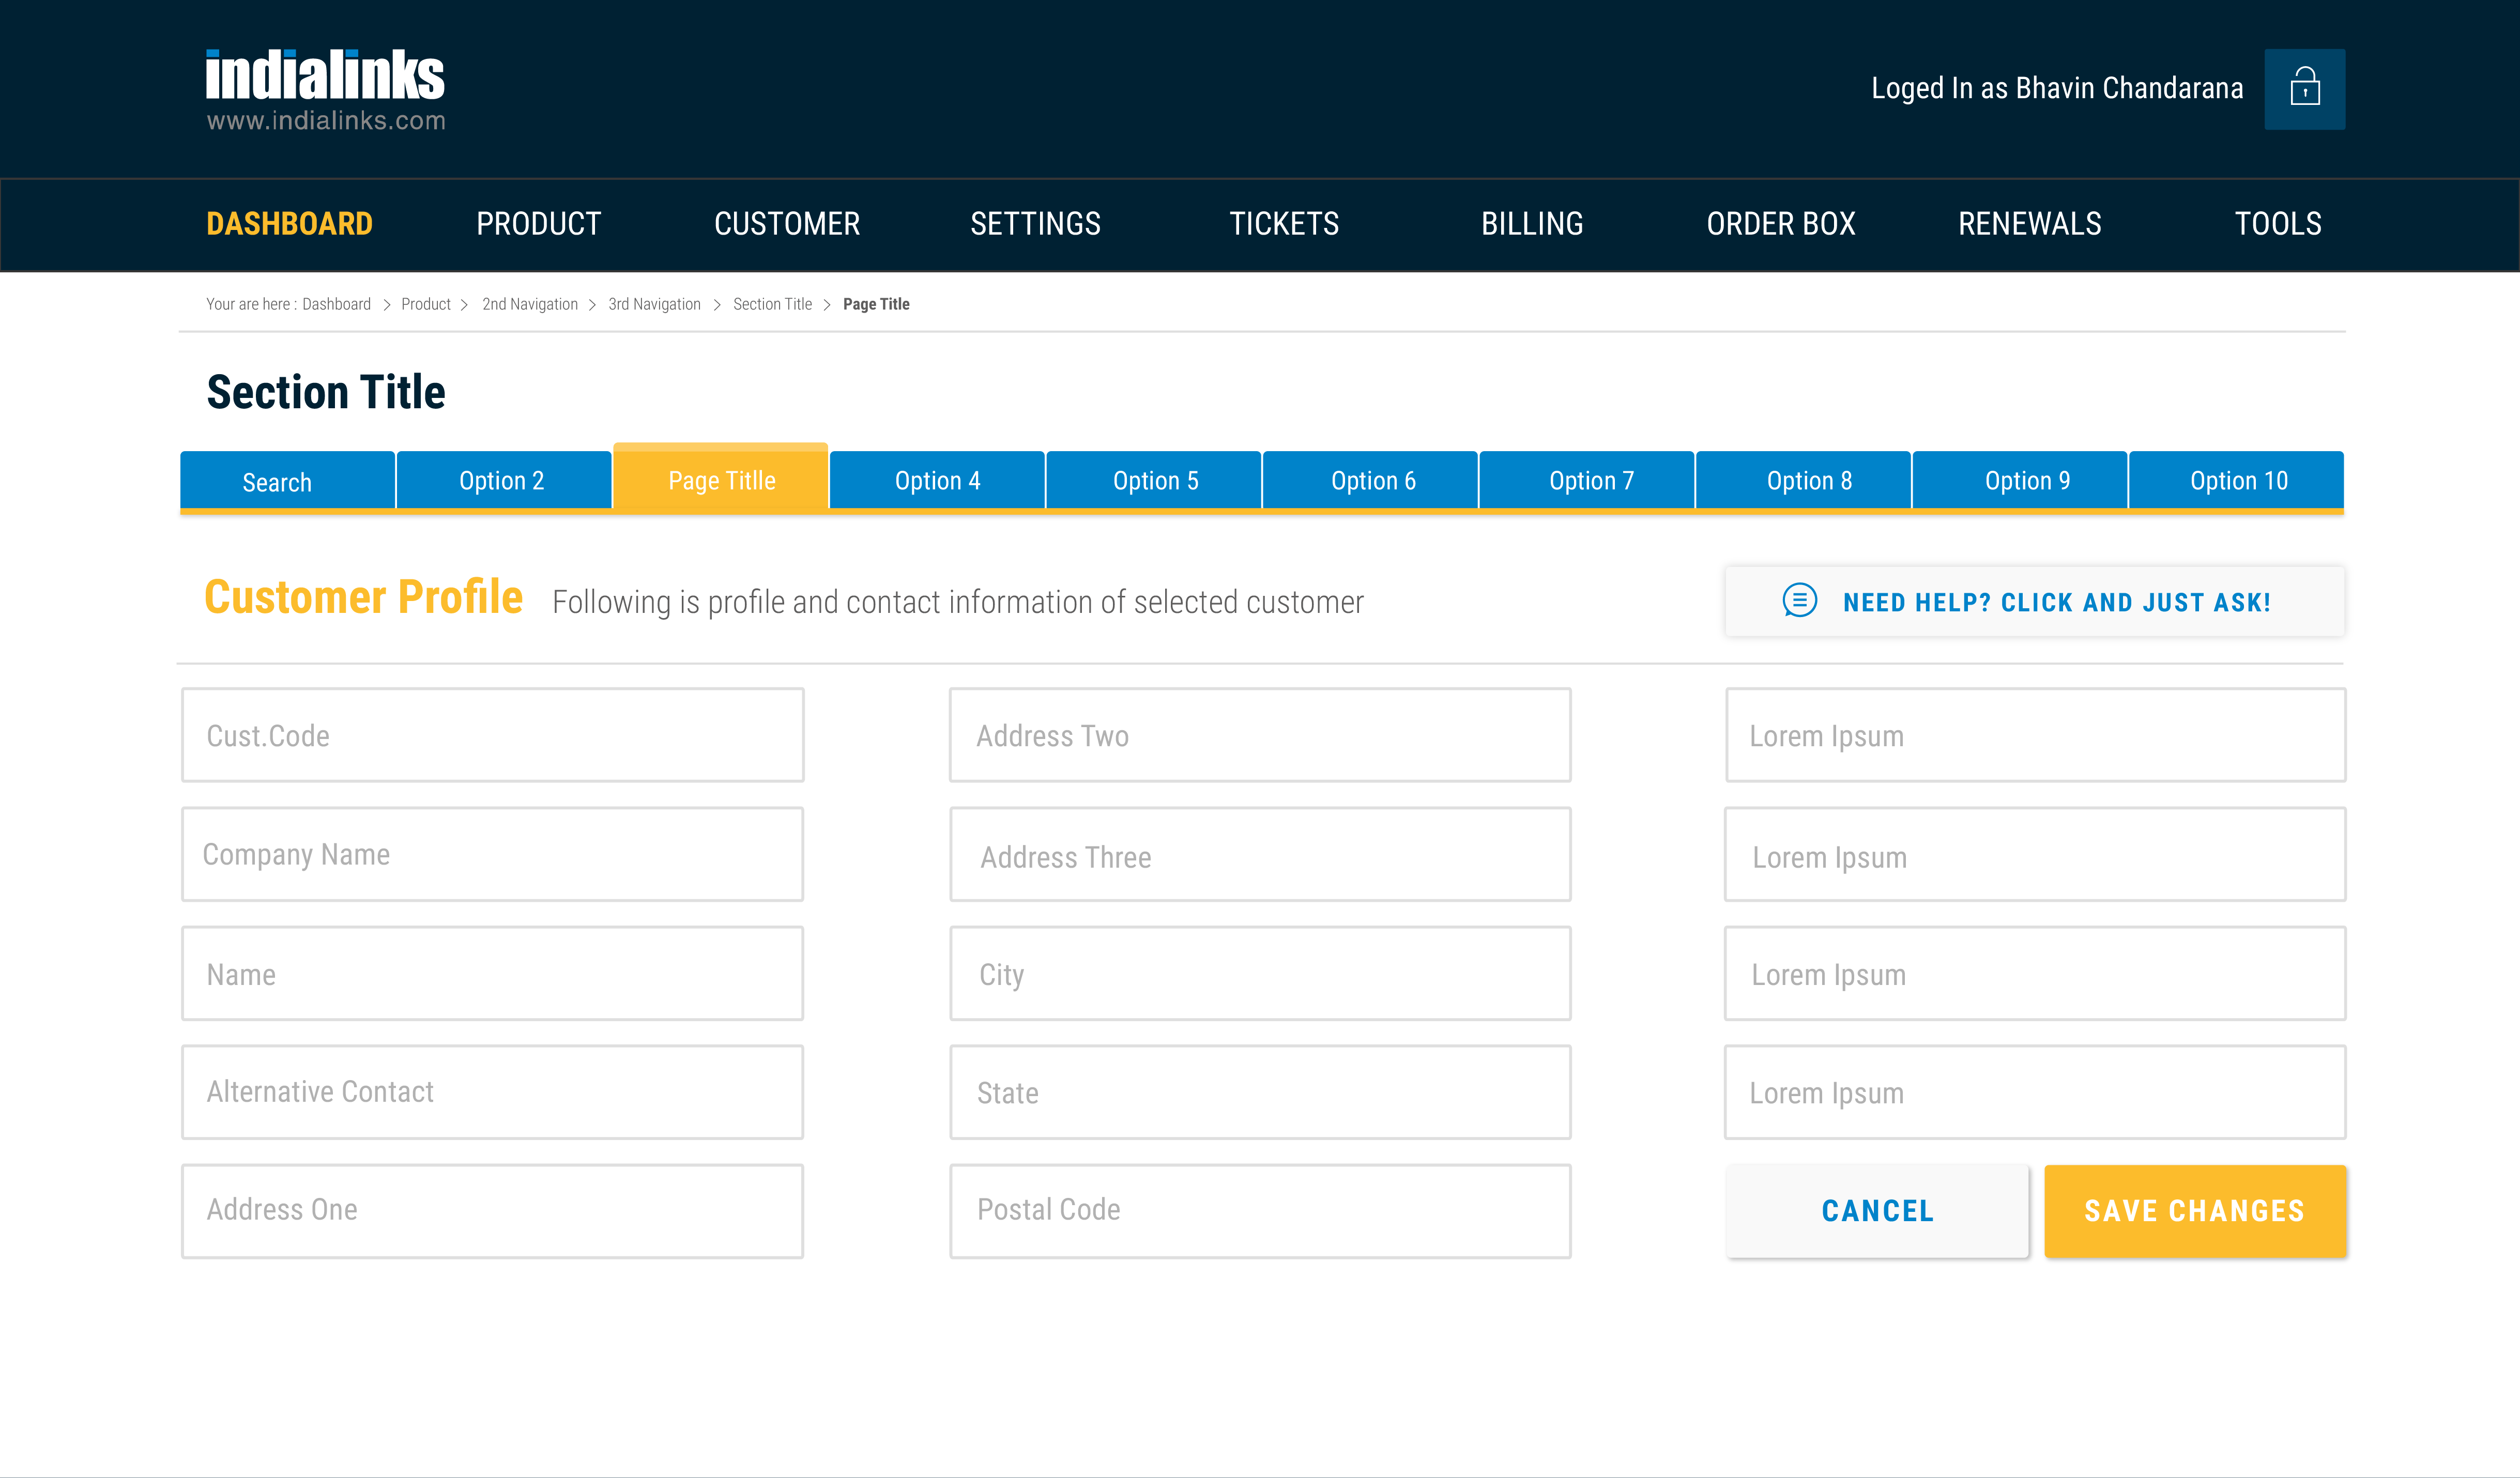 indialinks
www.indialinks.com
Loged In as Bhavin Chandarana
DASHBOARD PRODUCT CUSTOMER SETTINGS TICKETS BILLING ORDER BOX RENEWALS TOOLS
Your are here : Dashboard > Product > 2nd Navigation > 3rd Navigation > Section Title > Page Title
Section Title
Search Option 2 Page Titlle Option 4 Option 5 Option 6 Option 7 Option 8 Option 9 Option 10
Customer Profile Following is profile and contact information of selected customer
NEED HELP? CLICK AND JUST ASK!
Cust.Code Address Two Lorem Ipsum
Company Name Address Three Lorem Ipsum
Name City Lorem Ipsum
Alternative Contact State Lorem Ipsum
Address One Postal Code CANCEL SAVE CHANGES